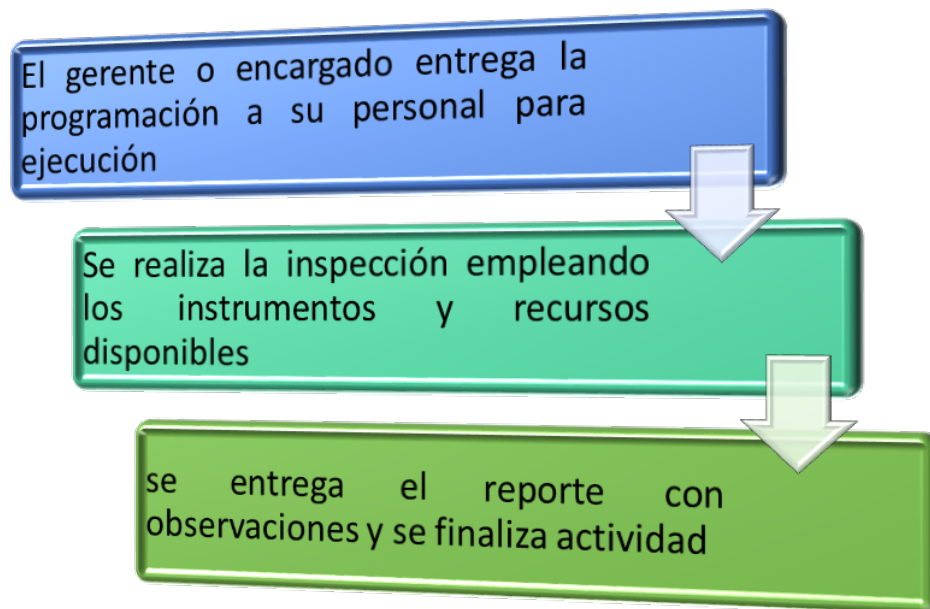 El gerente o encargado entrega la
programación a su personal para
ejecución
Se realiza la inspección empleando
los instrumentos y recursos
disponibles
se entrega el reporte con
observaciones y se finaliza actividad